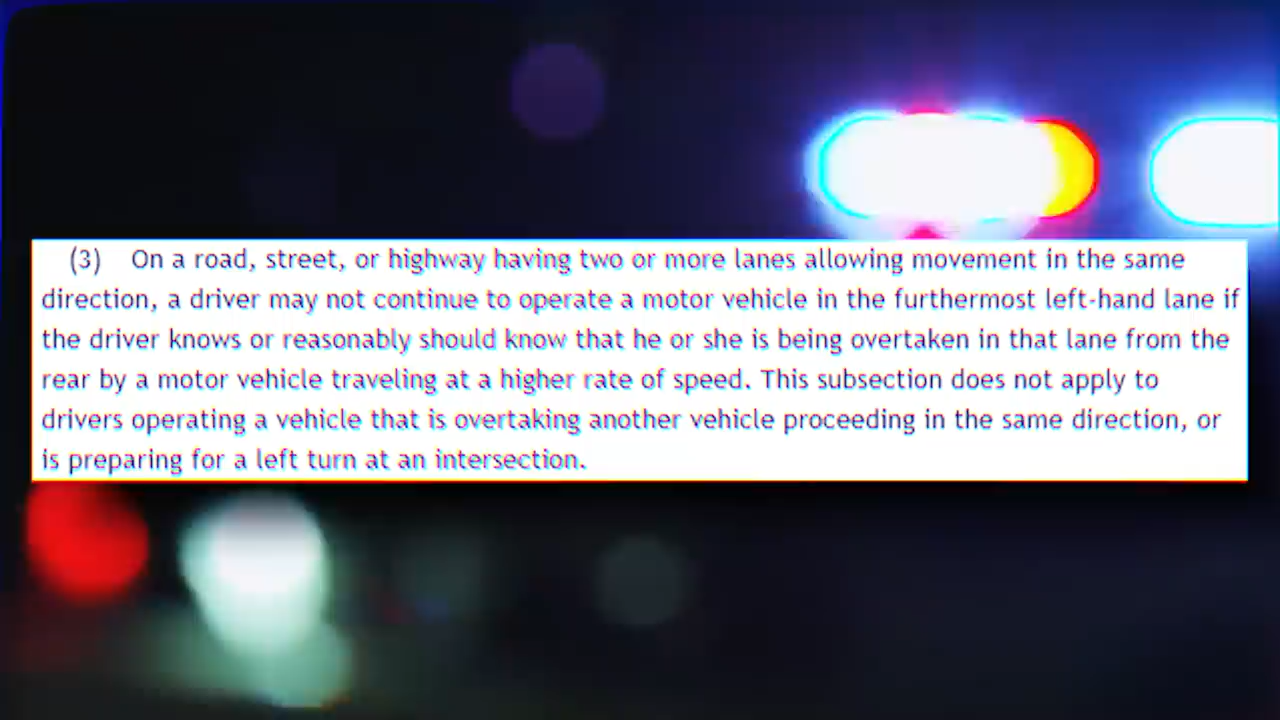 (3) On a road, street, or highway having two or more lanes allowing movement in the same
direction, a driver may not continue to operate a motor vehicle in the furthermost left-hand lane if
the driver knows or reasonably should know that he or she is being overtaken in that lane from the
rear by a motor vehicle traveling at a higher rate of speed. This subsection does not apply to
drivers operating a vehicle that is overtaking another vehicle proceeding in the same direction, or
is preparing for a left turn at an intersection.